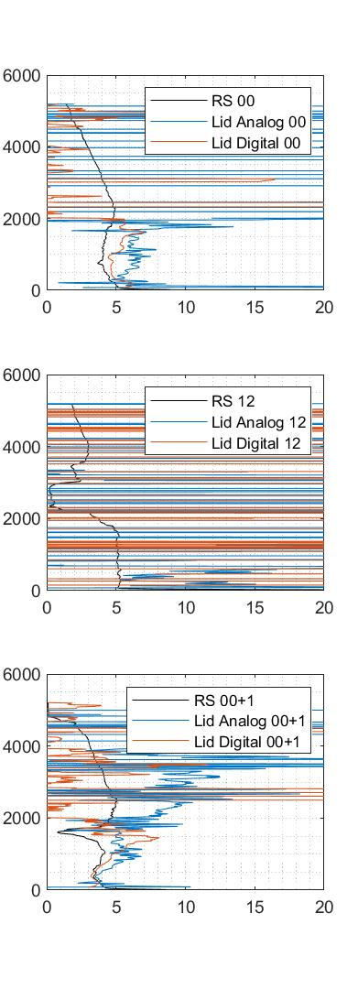 6000
RS 00
Lid Analog 00
4000
Lid Digital 00
2000
0
0 5 10 15 20
6000
RS 12
Lid Analog 12
Lid Digital 12
4000
2000
0
0 5 10 15 20
6000
RS 00+1
Lid Analog 00+1
Lid Digital 00+1
4000
2000
0
0 5 10 15 20